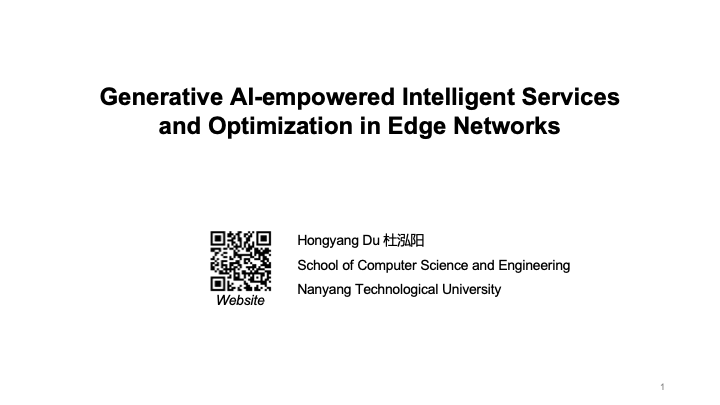 Generative AI-empowered Intelligent Services
and Optimization in Edge Networks
Hongyang Du 杜泓阳
School of Computer Science and Engineering
Nanyang Technological University
Website
1